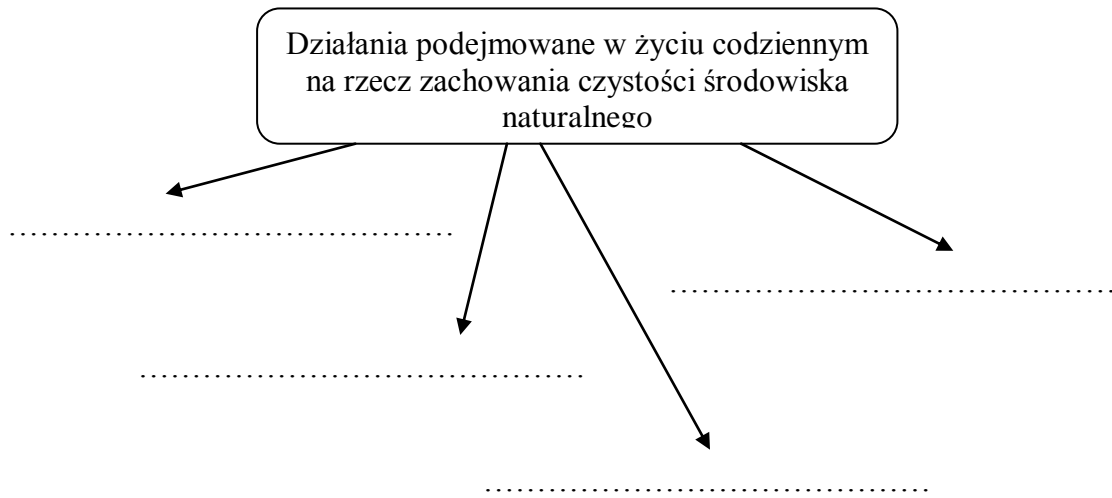 Działania podejmowane w życiu codziennym
na rzecz zachowania czystości środowiska
naturalnego
........................................
........................................
........................................
........................................